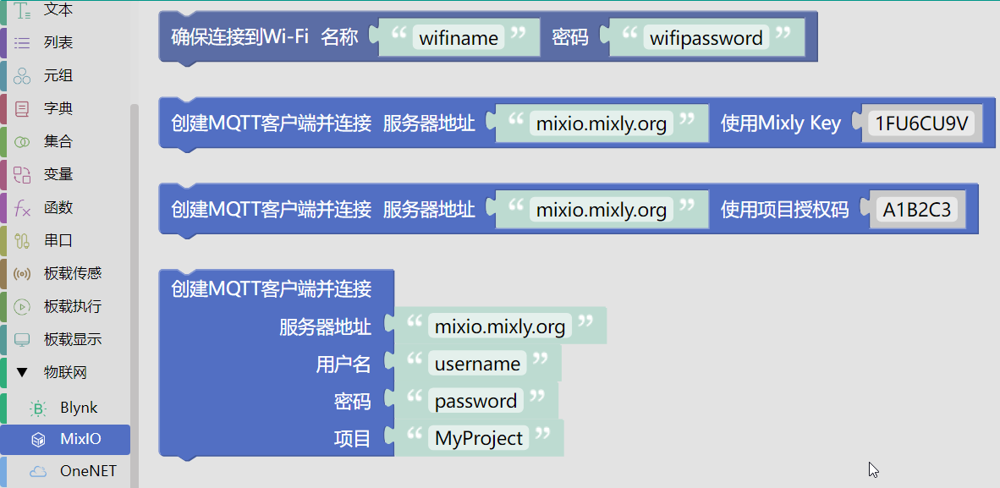 文本
列表
元组
字典
集合
变量
函数
串口
板载传感
板载执行
板载显示
物联网
Blynk
MixIO
OneNET
确保连接到Wi-Fi 名称 “ wifiname ” 密码 “ wifipassword ”
创建MQTT客户端并连接 服务器地址 “ mixio.mixly.org ” 使用Mixly Key 1FU6CU9V
创建MQTT客户端并连接 服务器地址 “ mixio.mixly.org ” 使用项目授权码 A1B2C3
创建MQTT客户端并连接
服务器地址 “ mixio.mixly.org ”
用户名 “ username ”
密码 “ password ”
项目 “ MyProject ”